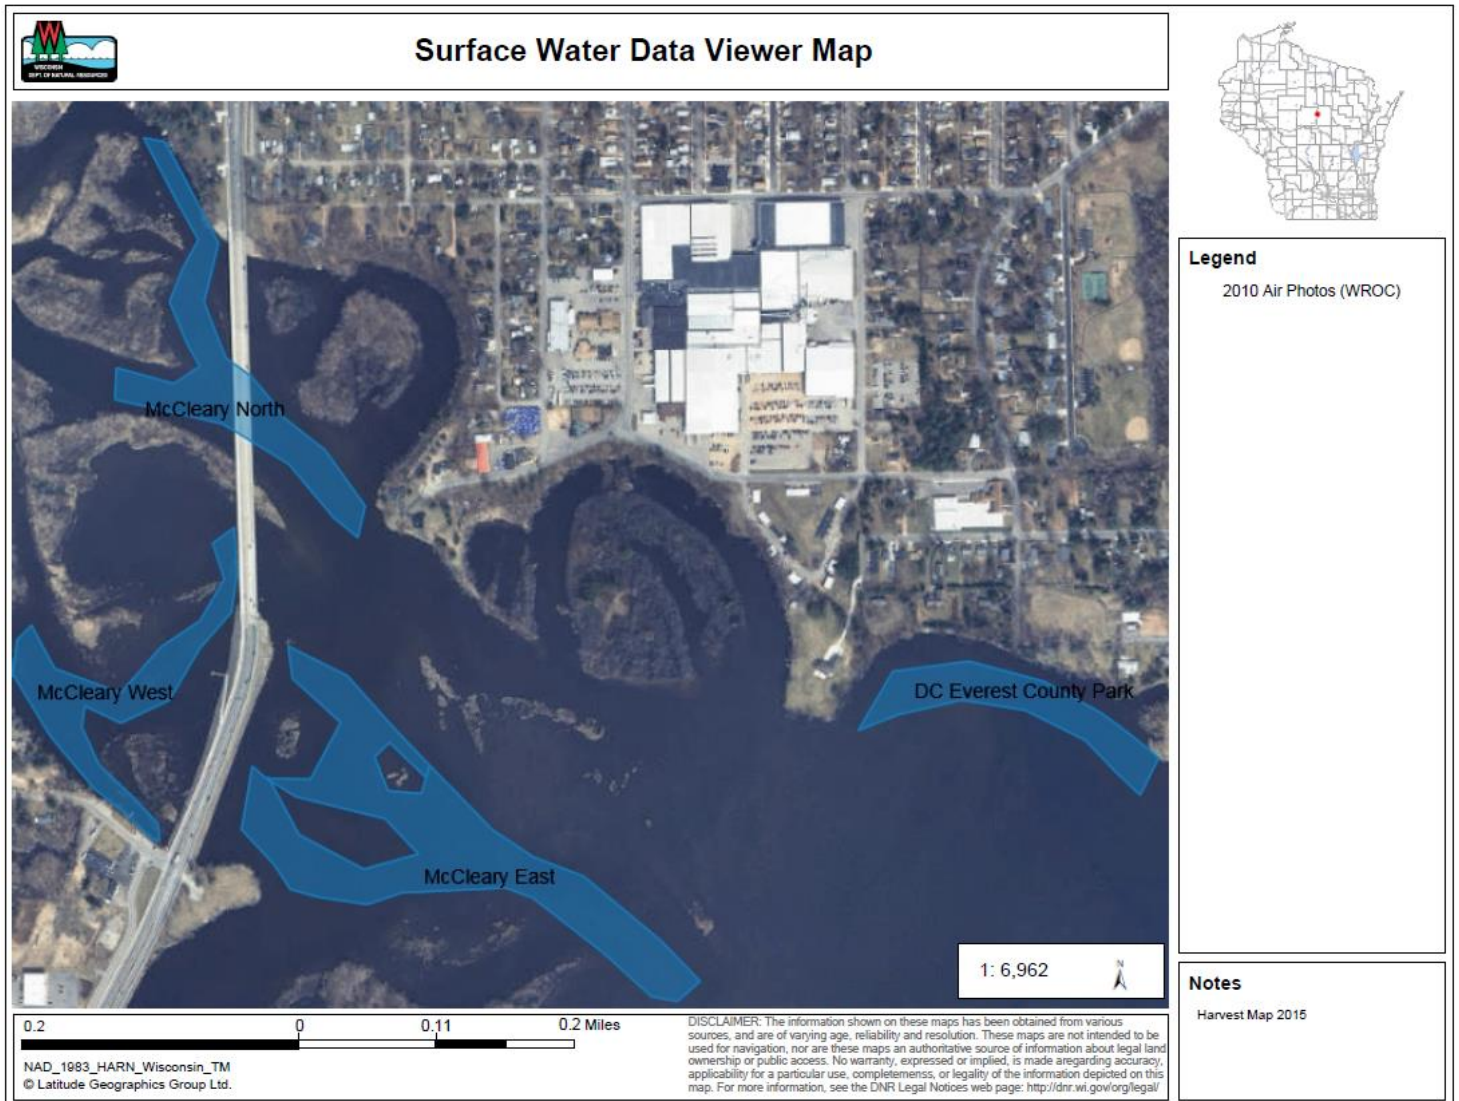 WISCONSIN
DEPT. OF NATURAL RESOURCES
Surface Water Data Viewer Map
McCleary North
McCleary West
DC Everest County Park
McCleary East
1: 6,962
N
Legend
2010 Air Photos (WROC)
Notes
Harvest Map 2015
0.2
0
0.11
0.2 Miles
NAD_1983_HARN_Wisconsin_TM
© Latitude Geographics Group Ltd.
DISCLAIMER: The information shown on these maps has been obtained from various
sources, and are of varying age, reliability and resolution. These maps are not intended to be
used for navigation, nor are these maps an authoritative source of information about legal land
ownership or public access. No warranty, expressed or implied, is made aregarding accuracy,
applicability for a particular use, completemenss, or legality of the information depicted on this
map. For more information, see the DNR Legal Notices web page: http://dnr.wi.gov/org/legal/